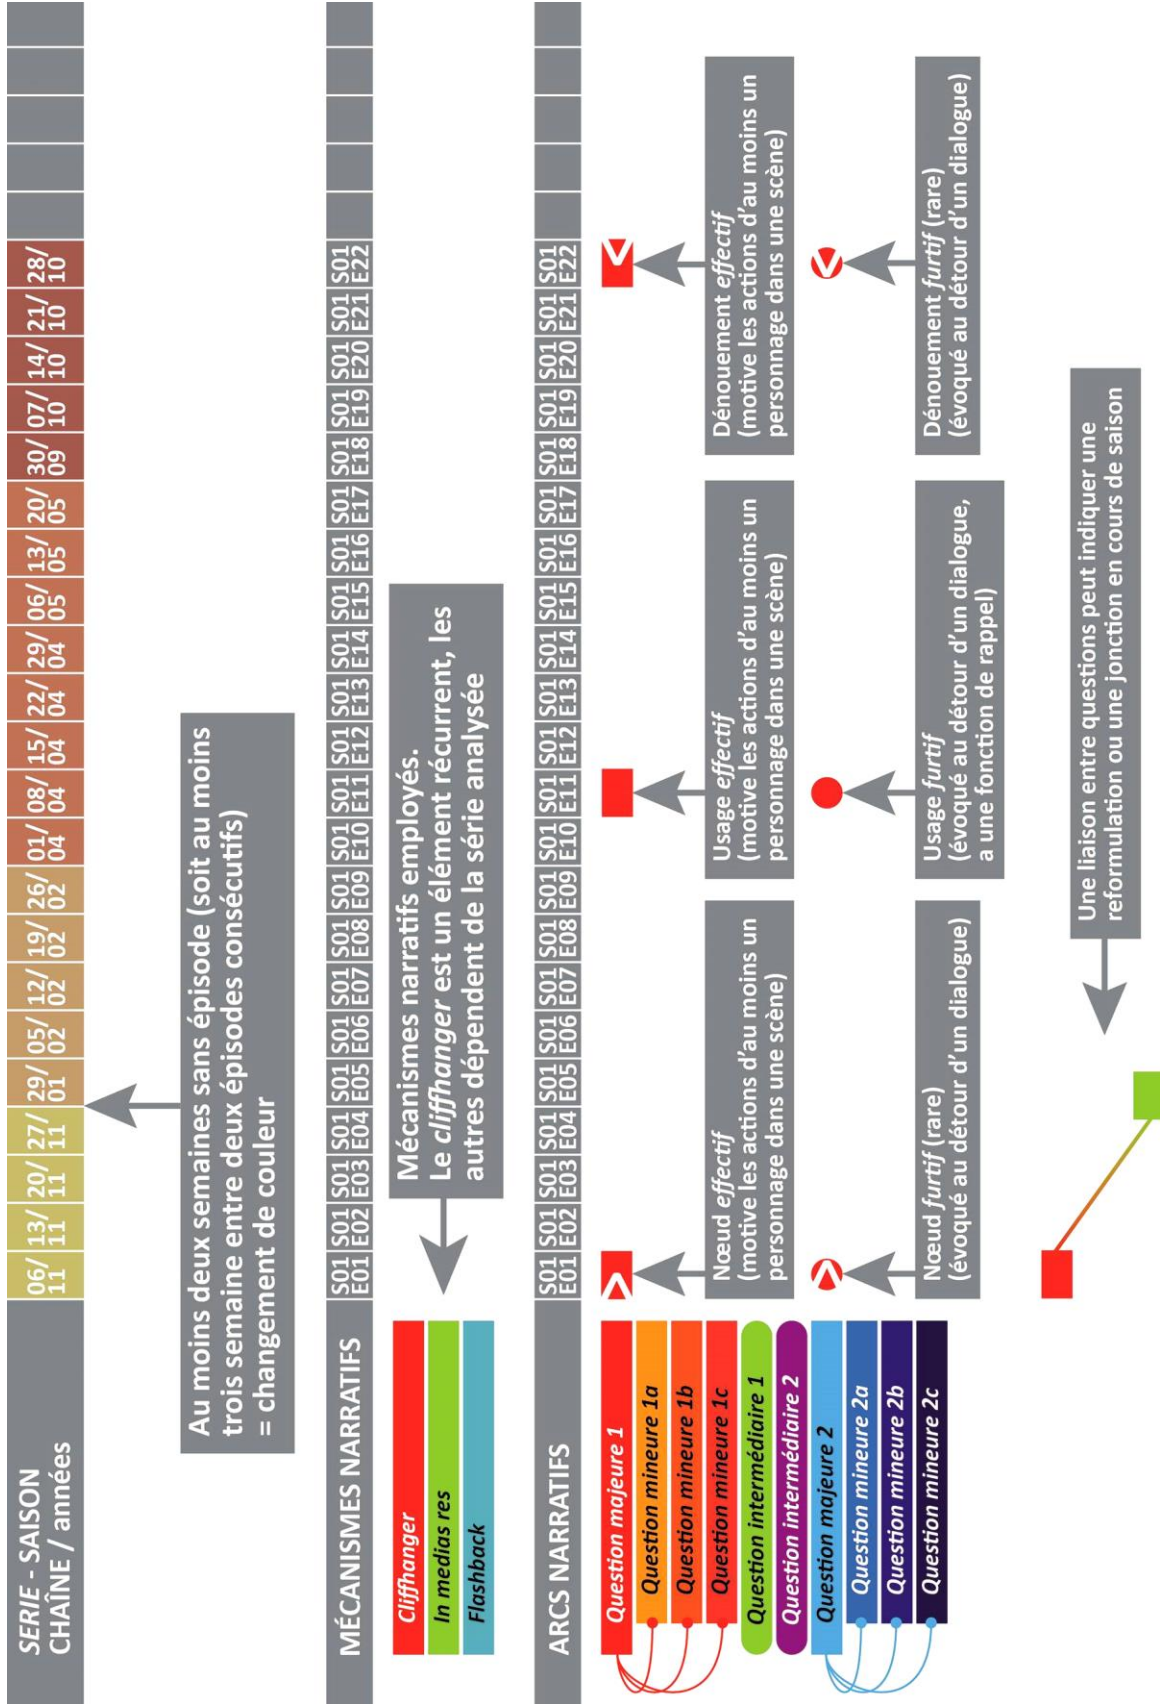 SERIE - SAISON
CHAÎNE / années
06/
11
13/
11
20/
11
27/
11
29/
01
05/
02
12/
02
19/
02
26/
02
01/
04
08/
04
15/
04
22/
04
29/
04
06/
05
13/
05
20/
05
30/
09
07/
10
14/
10
21/
10
28/
10
Au moins deux semaines sans épisode (soit au moins
trois semaine entre deux épisodes consécutifs)
= changement de couleur
MÉCANISMES NARRATIFS
S01
E01
S01
E02
S01
E03
S01
E04
S01
E05
S01
E06
S01
E07
S01
E08
S01
E09
S01
E10
S01
E11
S01
E12
S01
E13
S01
E14
S01
E15
S01
E16
S01
E17
S01
E18
S01
E19
S01
E20
S01
E21
S01
E22
Cliffhanger
In medias res
Flashback
Mécanismes narratifs employés.
Le cliffhanger est un élément récurrent, les
autres dépendent de la série analysée
ARCS NARRATIFS
S01
E01
S01
E02
S01
E03
S01
E04
S01
E05
S01
E06
S01
E07
S01
E08
S01
E09
S01
E10
S01
E11
S01
E12
S01
E13
S01
E14
S01
E15
S01
E16
S01
E17
S01
E18
S01
E19
S01
E20
S01
E21
S01
E22
Question majeure 1
Question mineure 1a
Question mineure 1b
Question mineure 1c
Question intermédiaire 1
Question intermédiaire 2
Question majeure 2
Question mineure 2a
Question mineure 2b
Question mineure 2c
Nœud effectif
(motive les actions d'au moins un
personnage dans une scène)
Usage effectif
(motive les actions d'au moins un
personnage dans une scène)
Dénouement effectif
(motive les actions d'au moins un
personnage dans une scène)
Nœud furtif (rare)
(évoqué au détour d'un dialogue)
Usage furtif
(évoqué au détour d'un dialogue,
a une fonction de rappel)
Dénouement furtif (rare)
(évoqué au détour d'un dialogue)
Une liaison entre questions peut indiquer une
reformulation ou une jonction en cours de saison